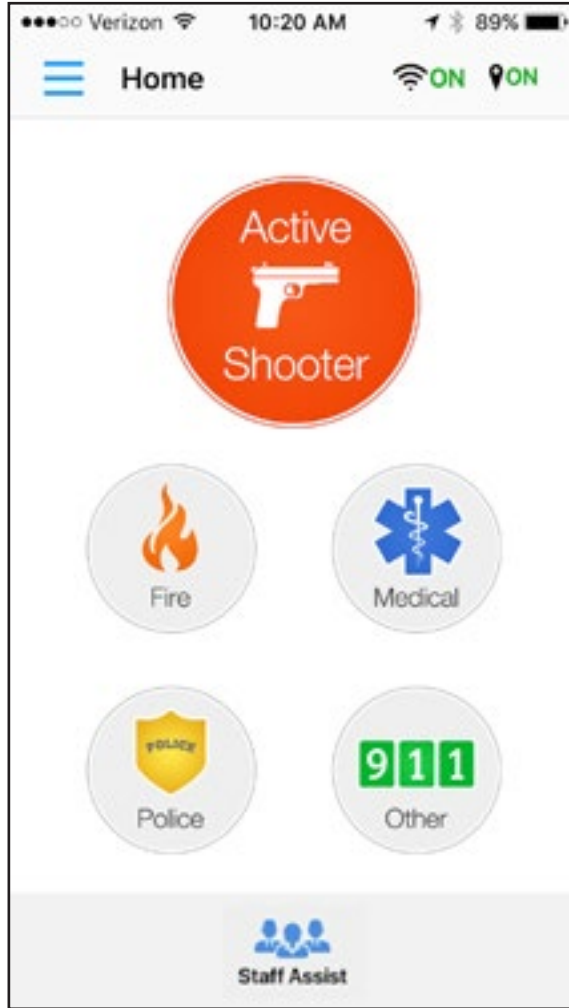 Verizon 10:20 AM 89%
Home ON ON
Active
Shooter
Fire
Medical
POLICE
Police
911
Other
Staff Assist